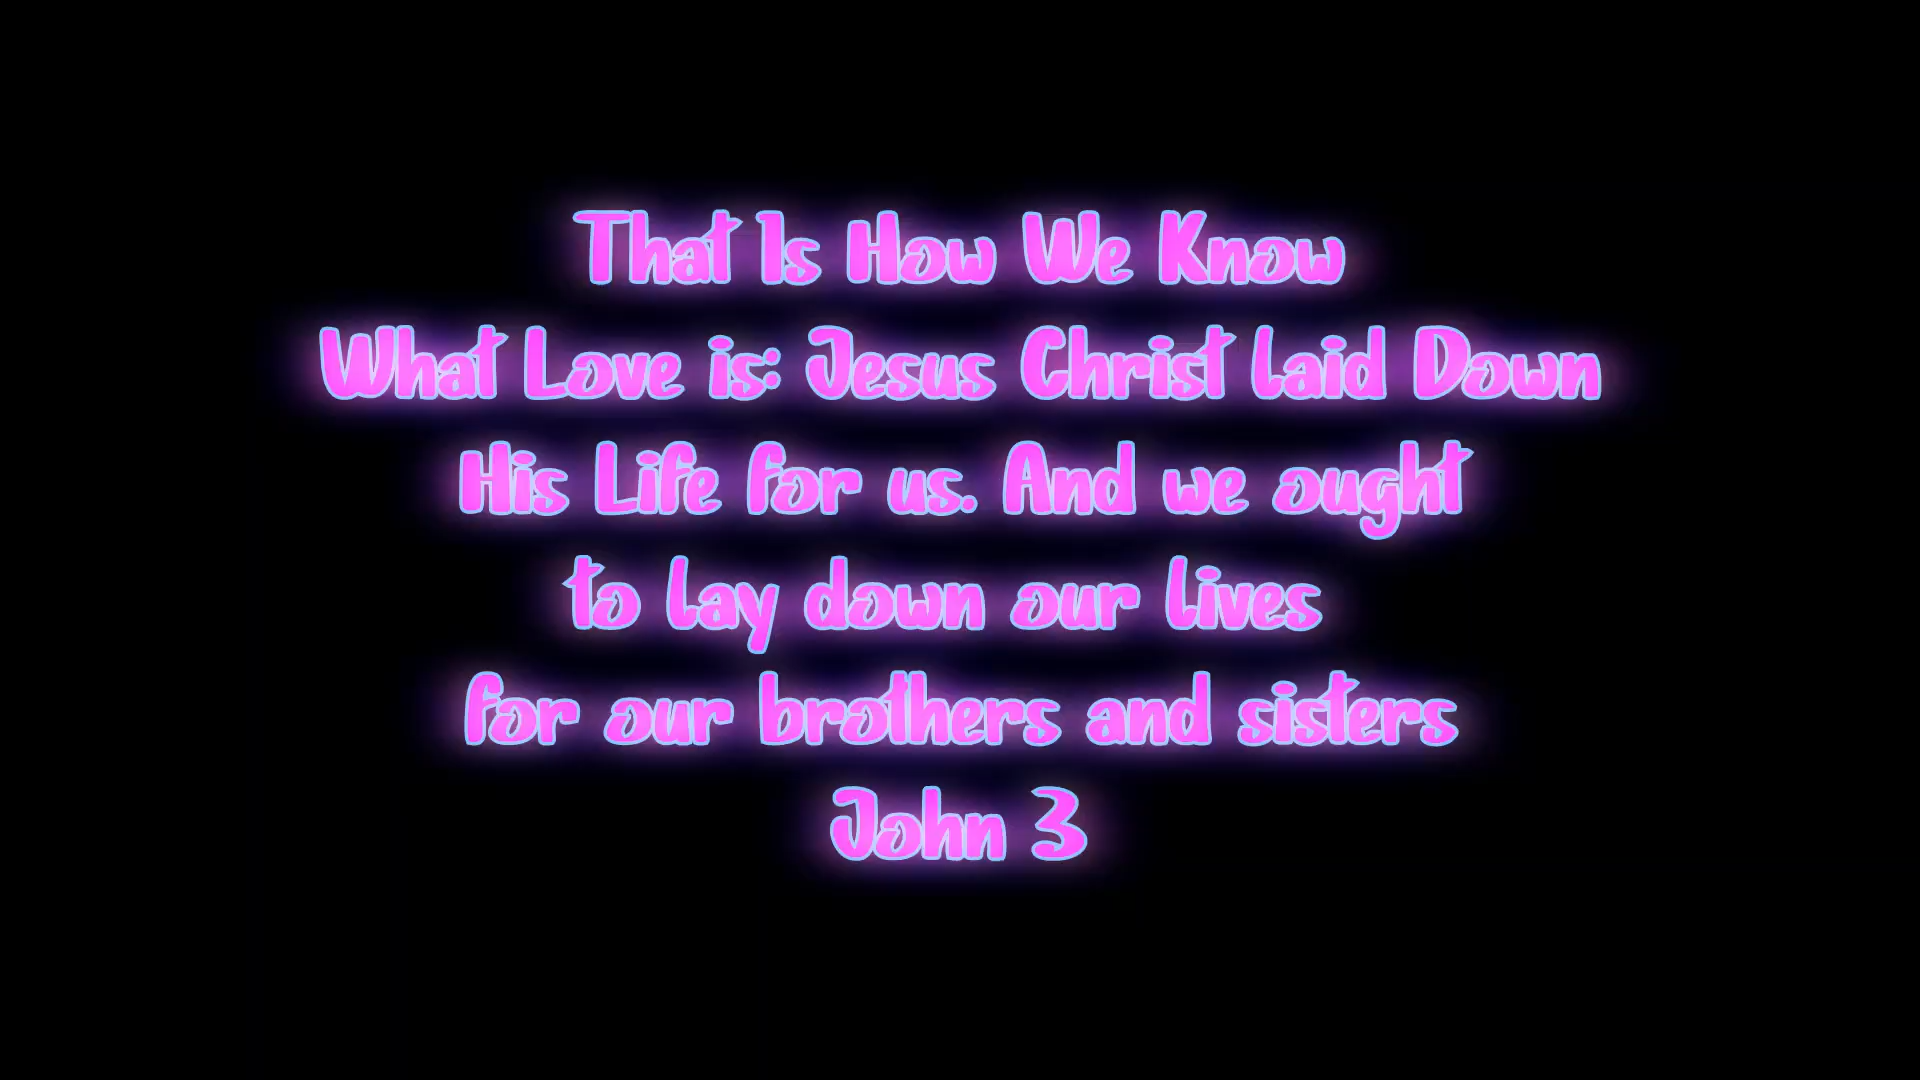 That Is How We Know
What Love is: Jesus Christ laid Down
His Life for us. And we ought
to lay down our lives
for our brothers and sisters
John 3